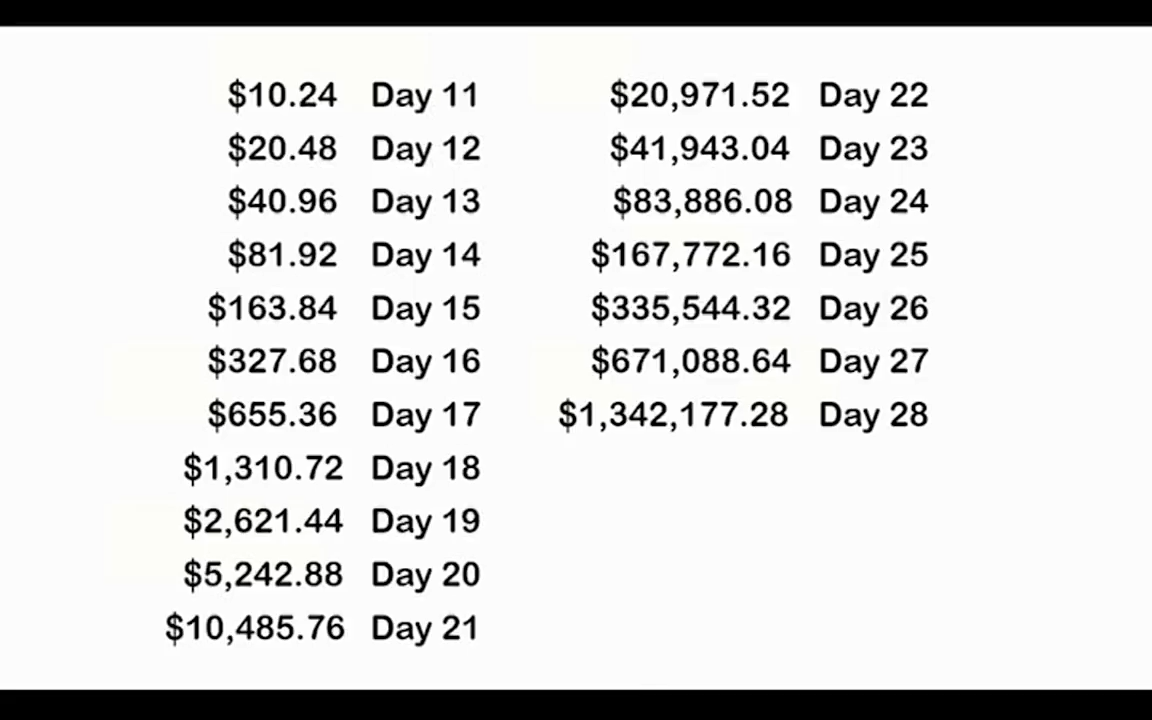 $10.24 Day 11
$20.48 Day 12
$40.96 Day 13
$81.92 Day 14
$163.84 Day 15
$327.68 Day 16
$655.36 Day 17
$1,310.72 Day 18
$2,621.44 Day 19
$5,242.88 Day 20
$10,485.76 Day 21
$20,971.52 Day 22
$41,943.04 Day 23
$83,886.08 Day 24
$167,772.16 Day 25
$335,544.32 Day 26
$671,088.64 Day 27
$1,342,177.28 Day 28